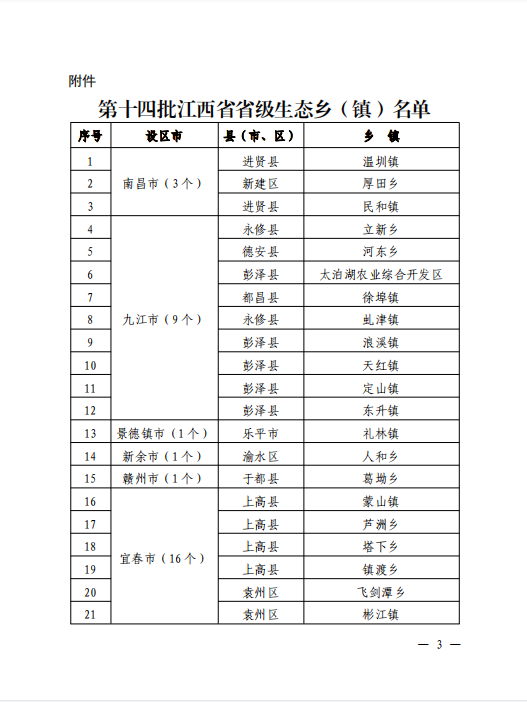 附件
第十四批江西省省级生态乡（镇）名单
序号 设区市 县（市、区） 乡 镇
1 南昌市（3个） 进贤县 温圳镇
2 新建区 厚田乡
3 进贤县 民和镇
4 九江市（9个） 永修县 立新乡
5 德安县 河东乡
6 彭泽县 太泊湖农业综合开发区
7 都昌县 徐埠镇
8 永修县 虬津镇
9 彭泽县 浪溪镇
10 彭泽县 天红镇
11 彭泽县 定山镇
12 彭泽县 东升镇
13 景德镇市（1个） 乐平市 礼林镇
14 新余市（1个） 渝水区 人和乡
15 赣州市（1个） 于都县 葛坳乡
16 宜春市（16个） 上高县 蒙山镇
17 上高县 芦洲乡
18 上高县 塔下乡
19 上高县 镇渡乡
20 袁州区 飞剑潭乡
21 袁州区 彬江镇
— 3 —